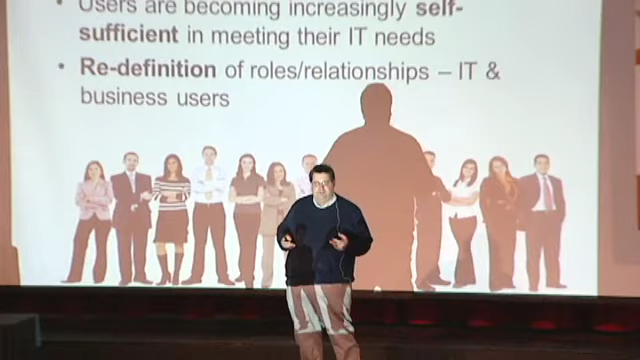 • Users are becoming increasingly self-
sufficient in meeting their IT needs
• Re-definition of roles/relationships – IT &
business users